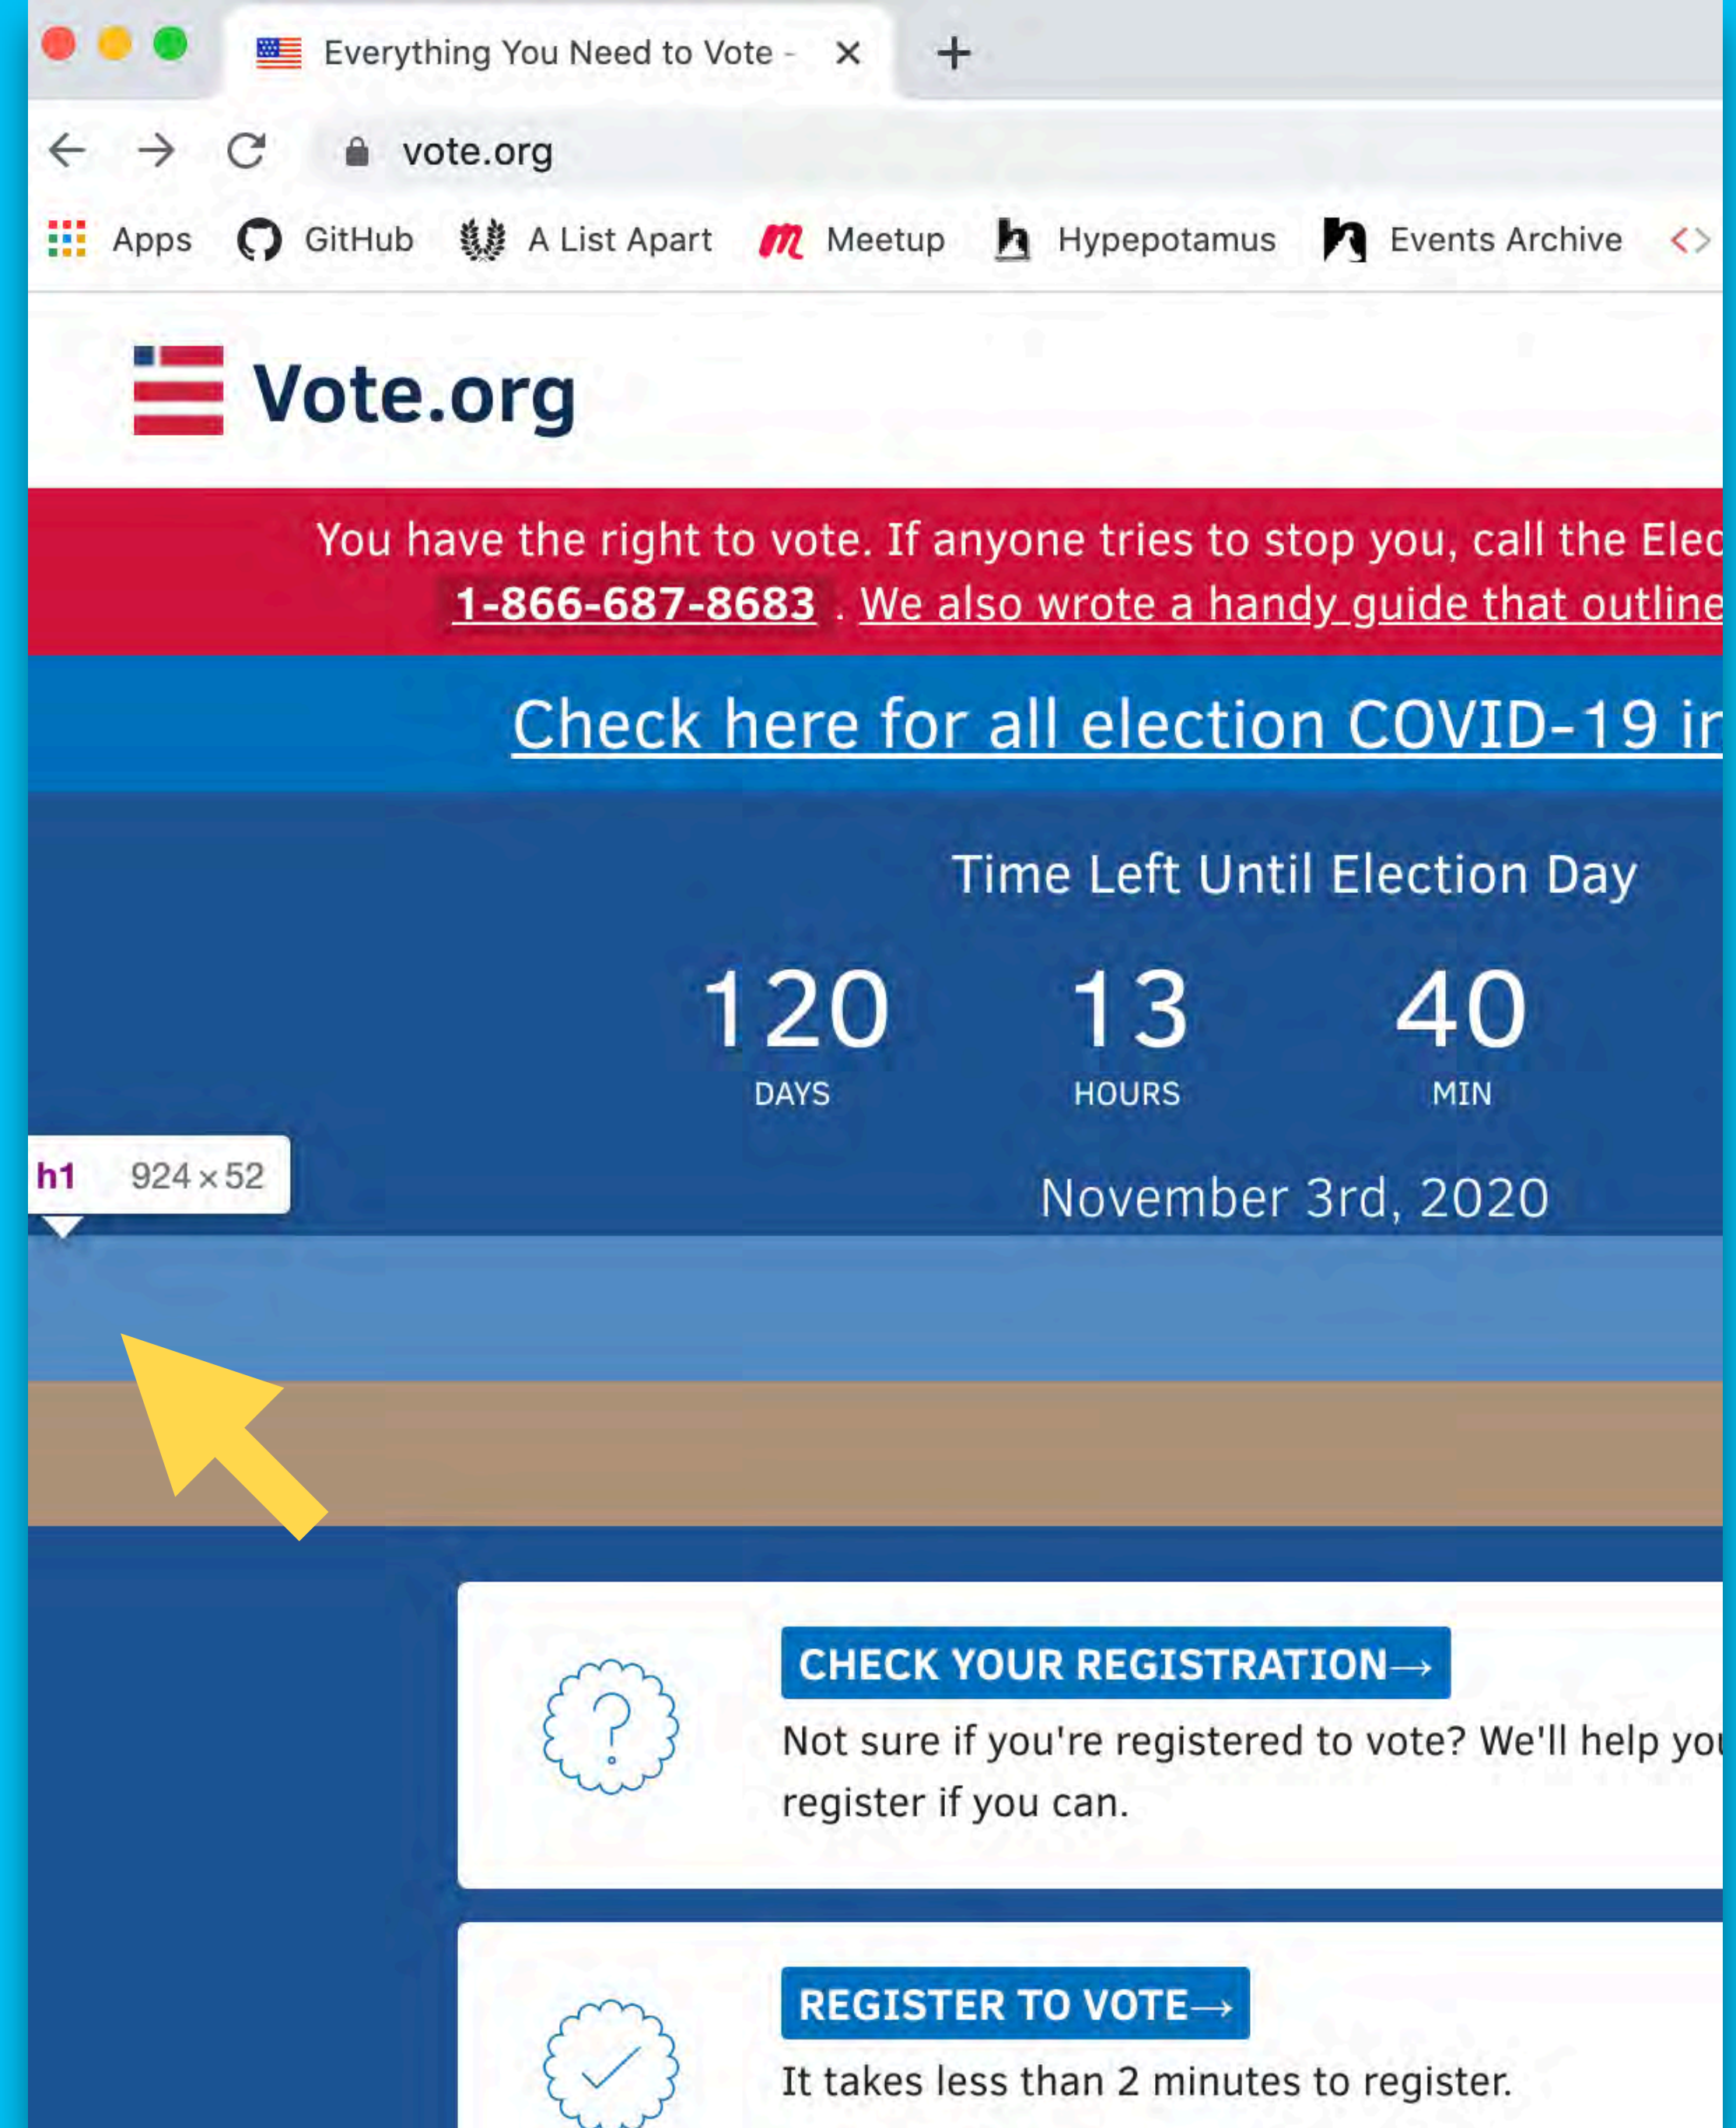 Everything You Need to Vote -
vote.org
Apps GitHub A List Apart Meetup Hypepotamus Events Archive
Vote.org
You have the right to vote. If anyone tries to stop you, call the
1-866-687-8683 . We also wrote a handy guide that
Check here for all election COVID-19
Time Left Until Election Day
120 13 40
DAYS HOURS MIN
h1 924 × 52
November 3rd, 2020
CHECK YOUR REGISTRATION→
Not sure if you're registered to vote? We'll help
register if you can.
REGISTER TO VOTE→
It takes less than 2 minutes to register.